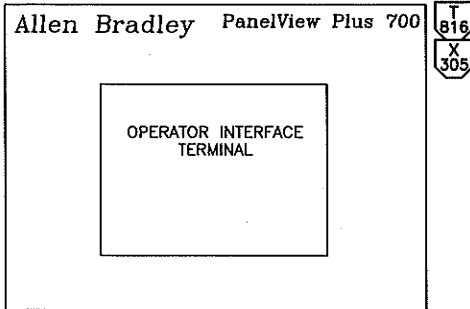 Allen Bradley PanelView Plus 700
T
816
X
305
OPERATOR INTERFACE
TERMINAL